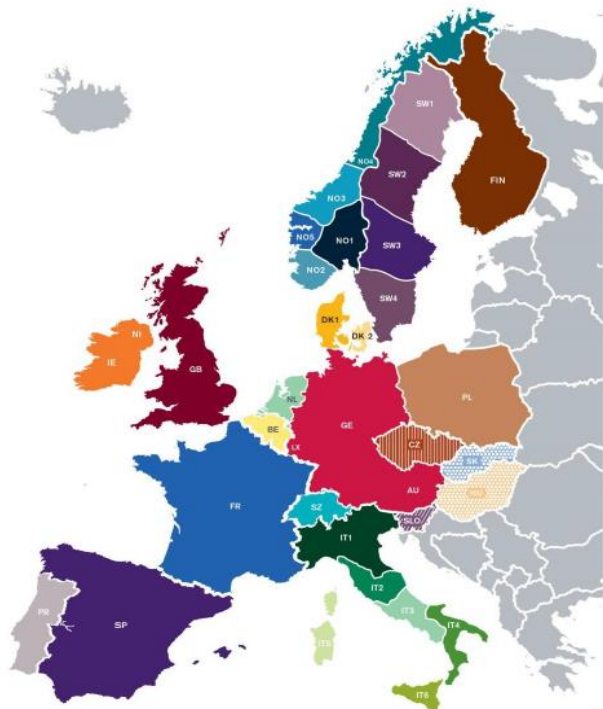 SW1
NO4
SW2
FIN
NO3
NO5
NO1
SW3
NO2
SW4
DK1
DK 2
NI
IE
GB
NL
PL
BE
GE
LX
CZ
SK
AU
FR
SZ
SLO
IT1
IT2
PR
SP
IT3
IT4
IT5
IT6